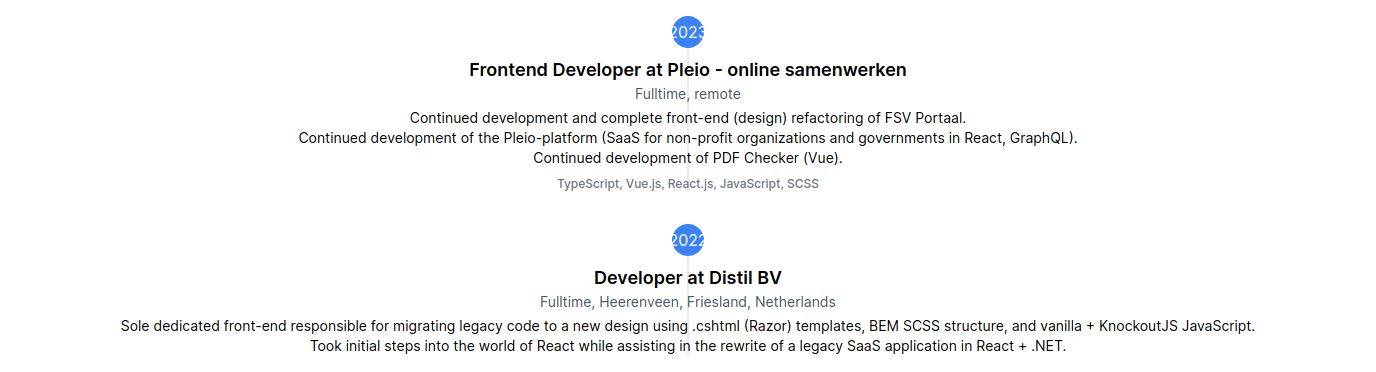 2023
Frontend Developer at Pleio - online samenwerken
Fulltime, remote
Continued development and complete front-end (design) refactoring of FSV Portaal.
Continued development of the Pleio-platform (SaaS for non-profit organizations and governments in React, GraphQL).
Continued development of PDF Checker (Vue).
TypeScript, Vue.js, React.js, JavaScript, SCSS
2022
Developer at Distil BV
Fulltime, Heerenveen, Friesland, Netherlands
Sole dedicated front-end responsible for migrating legacy code to a new design using .cshtml (Razor) templates, BEM SCSS structure, and vanilla + KnockoutJS JavaScript.
Took initial steps into the world of React while assisting in the rewrite of a legacy SaaS application in React + .NET.